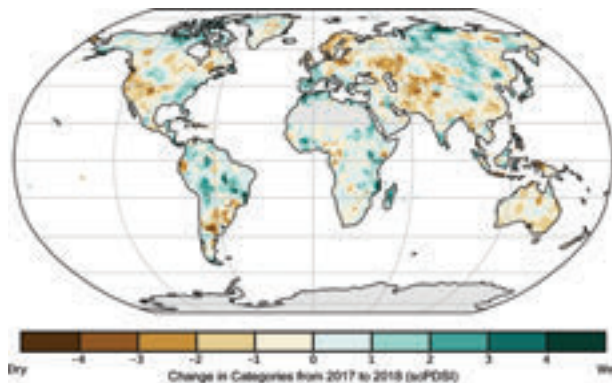 -4 -3 -2 -1 0 1 2 3 4
Dry
Change in Categories from 2017 to 2018 (scPDSI)